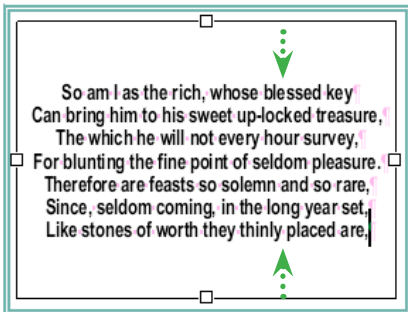 So am I as the rich, whose blessed key
Can bring him to his sweet up-locked treasure,
The which he will not every hour survey,
For blunting the fine point of seldom pleasure.
Therefore are feasts so solemn and so rare,
Since, seldom coming, in the long year set,
Like stones of worth they thinly placed are,